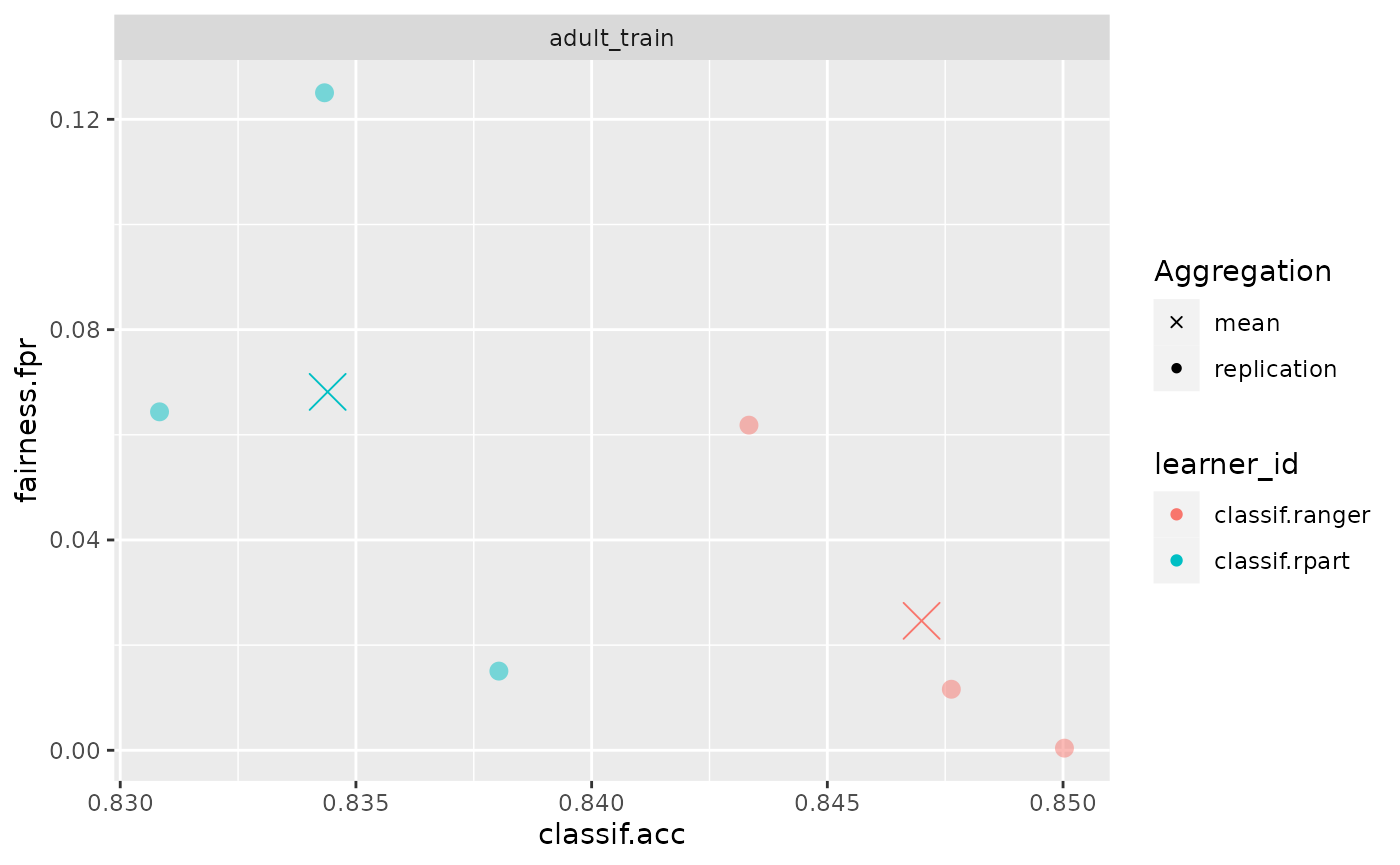 adult_train
0.12
0.08
0.04
0.00
fairness.fpr
0.830 0.835 0.840 0.845 0.850
classif.acc
Aggregation
mean
replication
learner_id
classif.ranger
classif.rpart